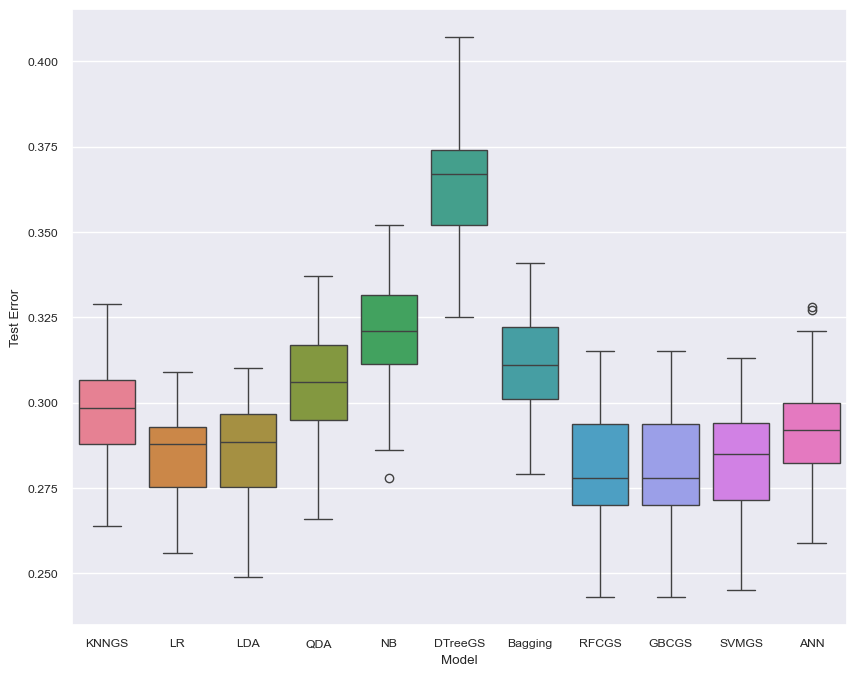 Test Error
0.400
0.375
0.350
0.325
0.300
0.275
0.250
KNNGS LR LDA QDA NB DTreeGS Bagging RFCGS GBCGS SVMGS ANN
Model